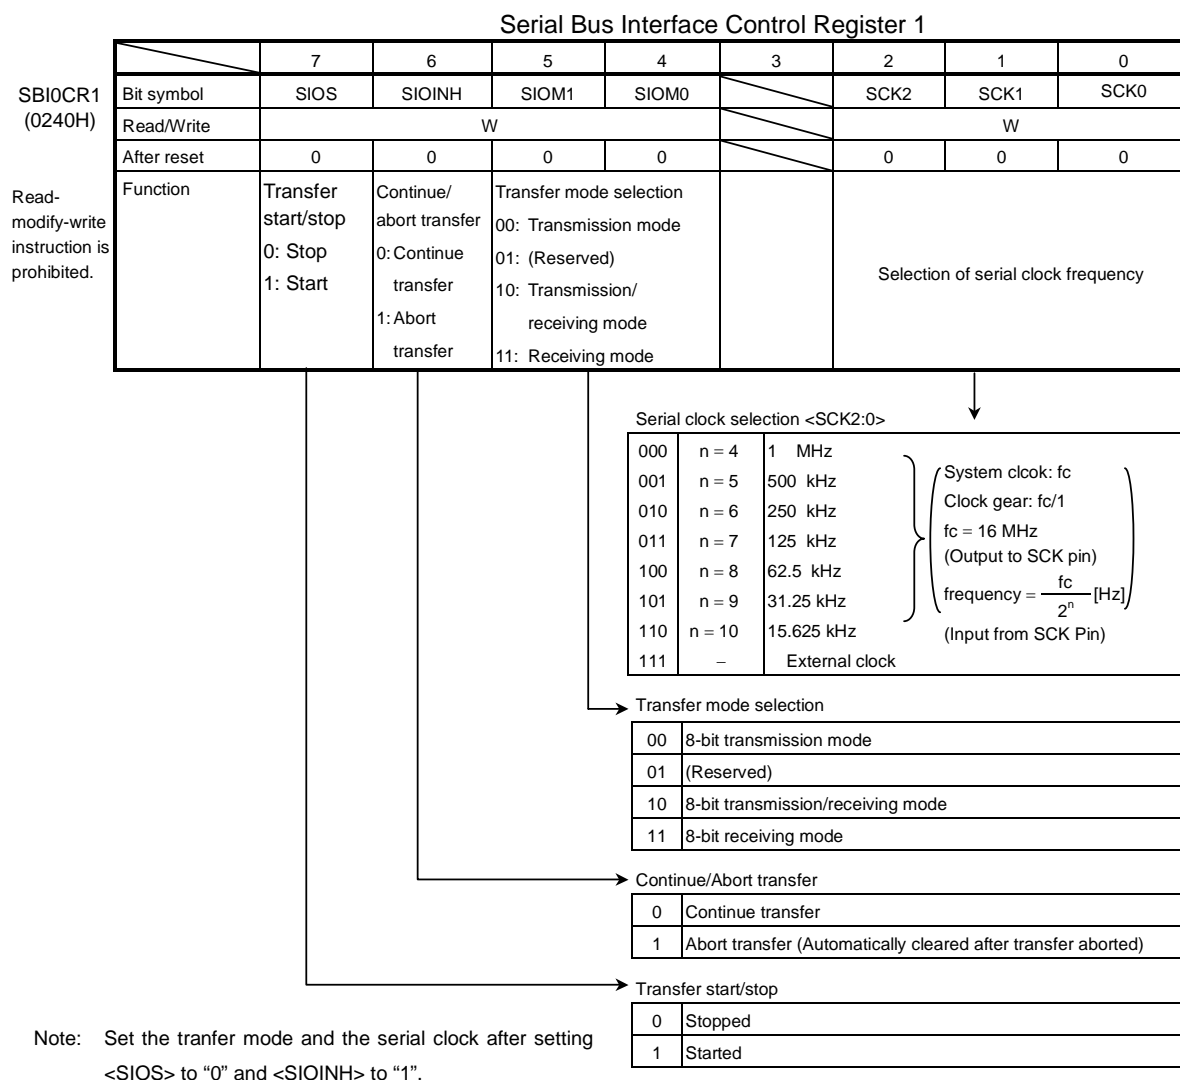 Serial Bus Interface Control Register 1
7 6 5 4 3 2 1 0
SBI0CR1
(0240H)
Bit symbol SIOS SIOINH SIOM1 SIOM0 SCK2 SCK1 SCK0
Read/Write W W
After reset 0 0 0 0 0 0 0
Read-
modify-write
instruction is
prohibited.
Function
Transfer
start/stop
0: Stop
1: Start
Continue/
abort transfer
0: Continue
transfer
1: Abort
transfer
Transfer mode selection
00: Transmission mode
01: (Reserved)
10: Transmission/
receiving mode
11: Receiving mode
Selection of serial clock frequency
Serial clock selection <SCK2:0>
000 n = 4 1 MHz
001 n = 5 500 kHz
010 n = 6 250 kHz
011 n = 7 125 kHz
100 n = 8 62.5 kHz
101 n = 9 31.25 kHz
110 n = 10 15.625 kHz
111 – External clock
System clcok: fc
Clock gear: fc/1
fc = 16 MHz
(Output to SCK pin)
frequency = fc / 2^n [Hz]
(Input from SCK Pin)
Transfer mode selection
00 8-bit transmission mode
01 (Reserved)
10 8-bit transmission/receiving mode
11 8-bit receiving mode
Continue/Abort transfer
0 Continue transfer
1 Abort transfer (Automatically cleared after transfer aborted)
Transfer start/stop
0 Stopped
1 Started
Note: Set the tranfer mode and the serial clock after setting
<SIOS> to “0” and <SIOINH> to “1”.